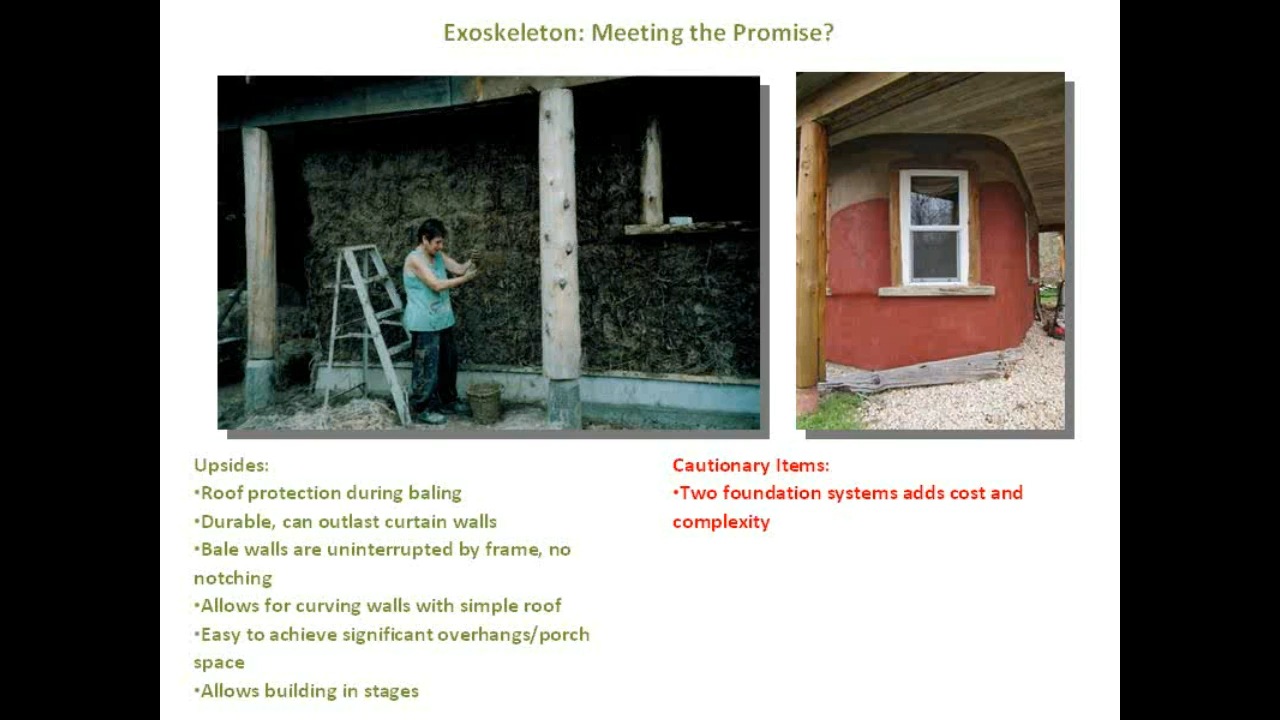 Exoskeleton: Meeting the Promise?
Upsides:
•Roof protection during baling
•Durable, can outlast curtain walls
•Bale walls are uninterrupted by frame, no
notching
•Allows for curving walls with simple roof
•Easy to achieve significant overhangs/porch
space
•Allows building in stages
Cautionary Items:
•Two foundation systems adds cost and
complexity